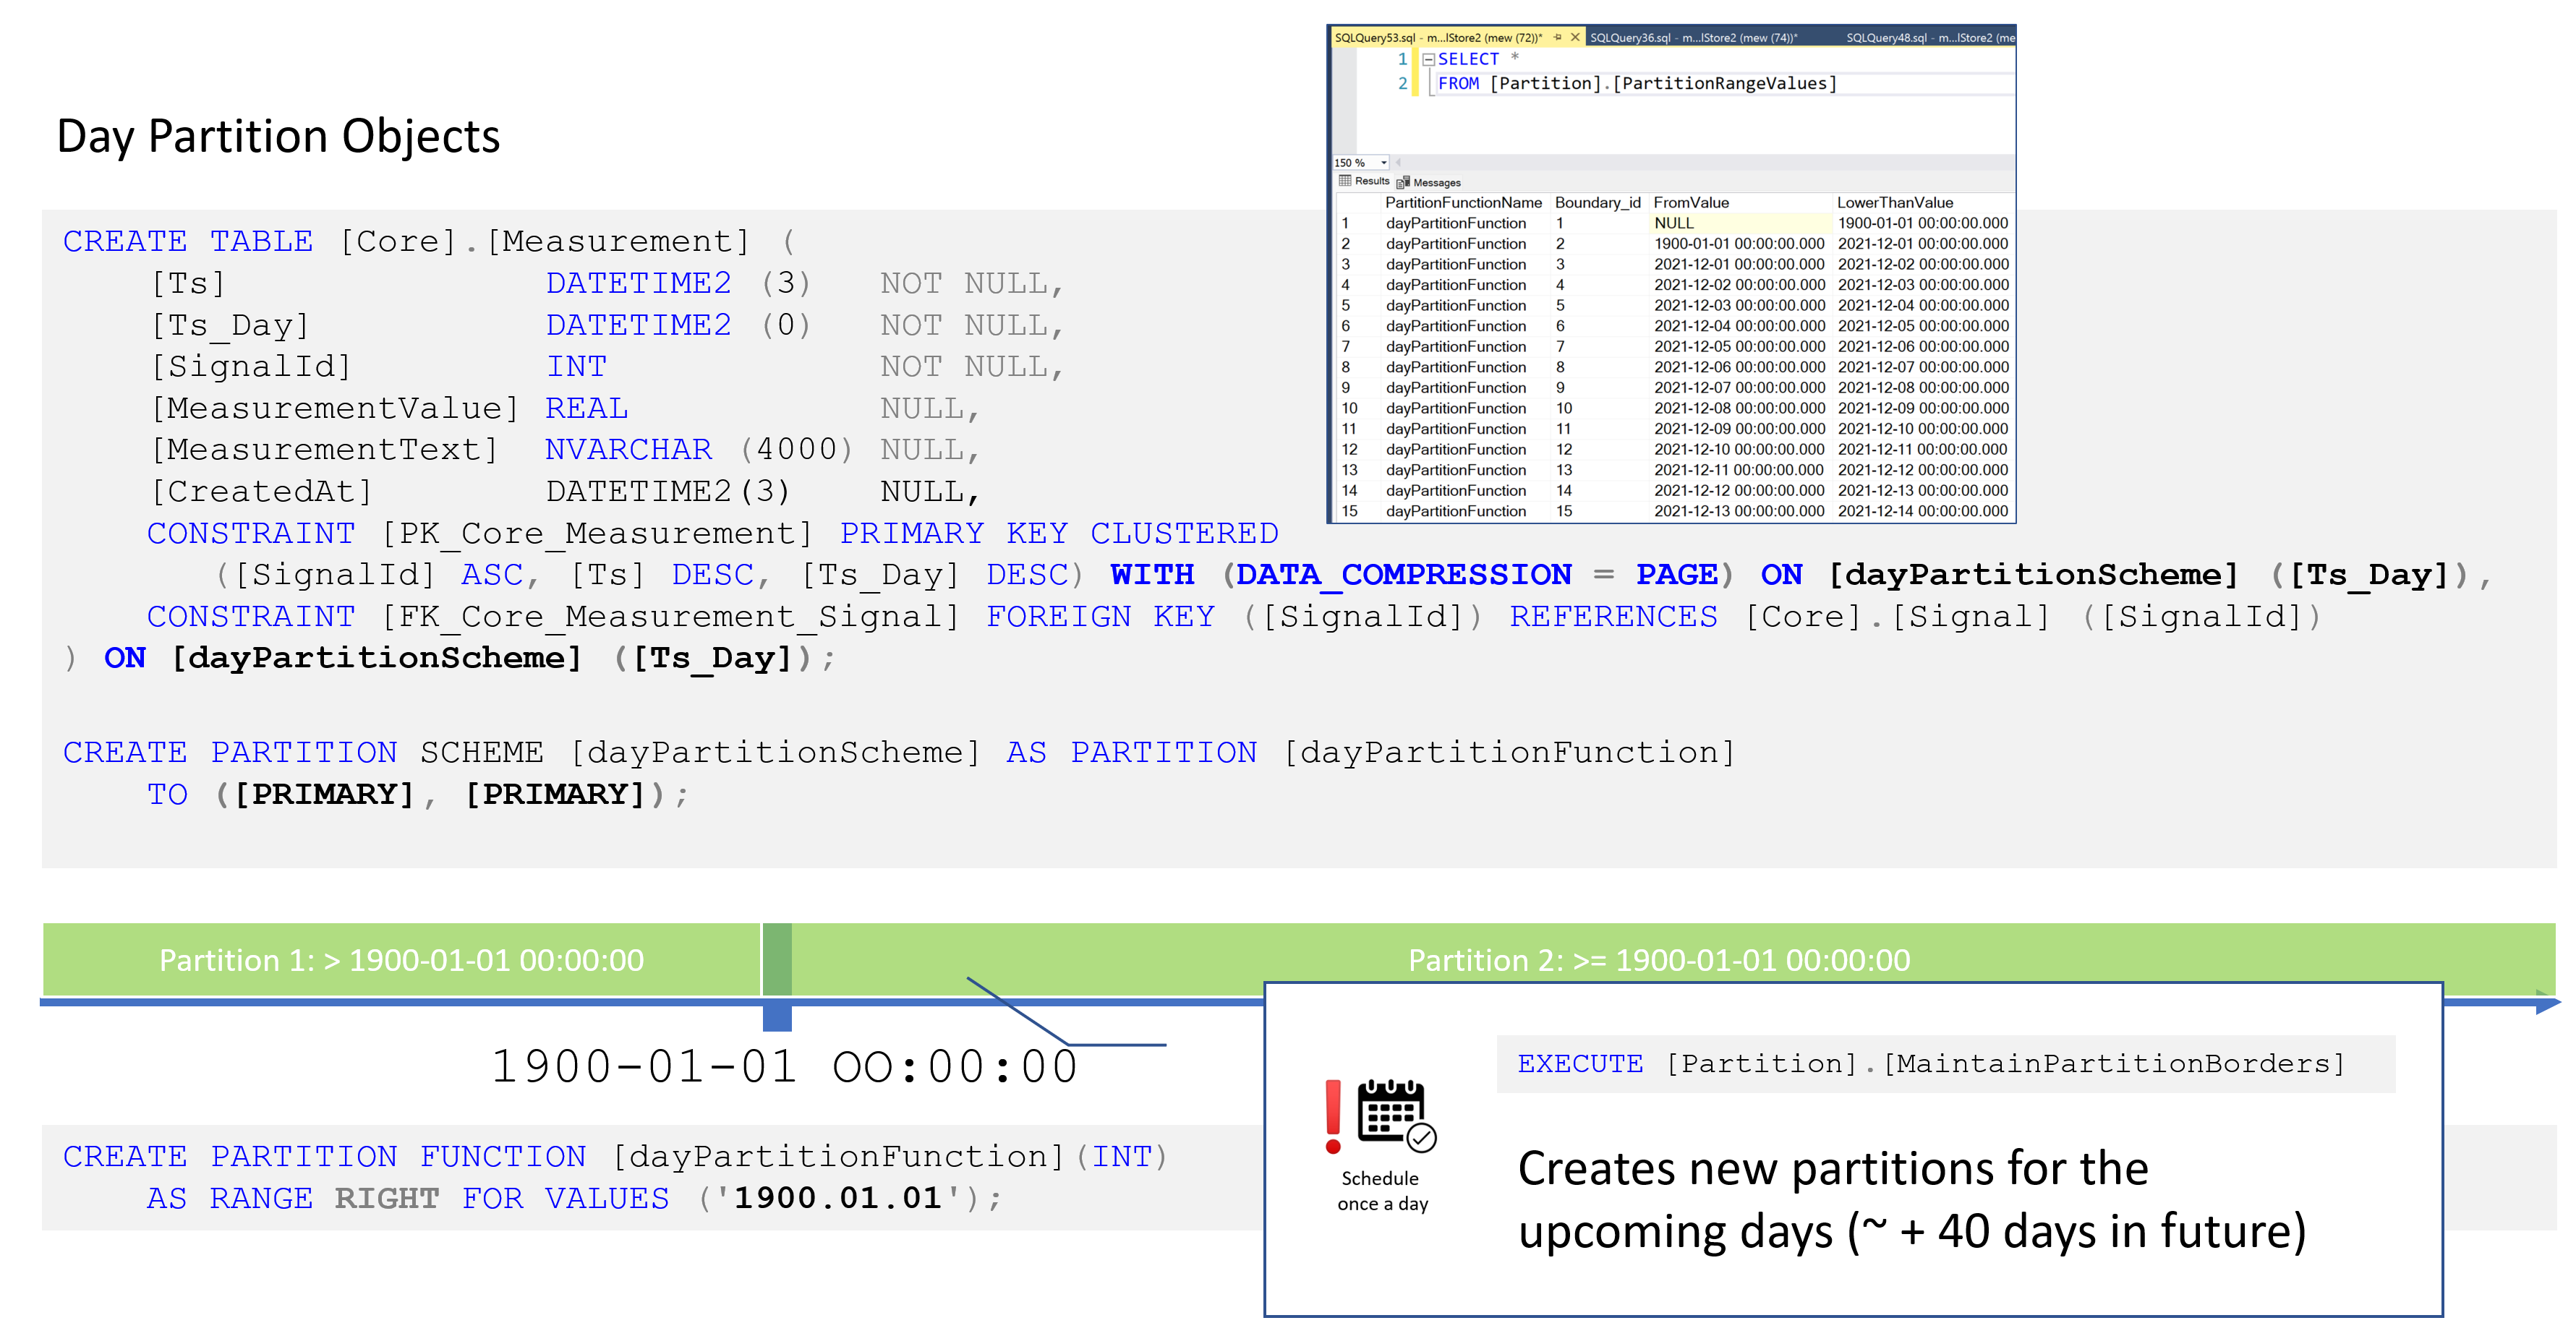 Day Partition Objects
SQLQuery53.sql - m...lStore2 (mew (72))* SQLQuery36.sql - m...lStore2 (mew (74))* SQLQuery48.sql - m...lStore2 (me
1 SELECT *
2 FROM [Partition].[PartitionRangeValues]
150 %
Results Messages
PartitionFunctionName Boundary_id FromValue LowerThanValue
1 dayPartitionFunction 1 NULL 1900-01-01 00:00:00.000
2 dayPartitionFunction 2 1900-01-01 00:00:00.000 2021-12-01 00:00:00.000
3 dayPartitionFunction 3 2021-12-01 00:00:00.000 2021-12-02 00:00:00.000
4 dayPartitionFunction 4 2021-12-02 00:00:00.000 2021-12-03 00:00:00.000
5 dayPartitionFunction 5 2021-12-03 00:00:00.000 2021-12-04 00:00:00.000
6 dayPartitionFunction 6 2021-12-04 00:00:00.000 2021-12-05 00:00:00.000
7 dayPartitionFunction 7 2021-12-05 00:00:00.000 2021-12-06 00:00:00.000
8 dayPartitionFunction 8 2021-12-06 00:00:00.000 2021-12-07 00:00:00.000
9 dayPartitionFunction 9 2021-12-07 00:00:00.000 2021-12-08 00:00:00.000
10 dayPartitionFunction 10 2021-12-08 00:00:00.000 2021-12-09 00:00:00.000
11 dayPartitionFunction 11 2021-12-09 00:00:00.000 2021-12-10 00:00:00.000
12 dayPartitionFunction 12 2021-12-10 00:00:00.000 2021-12-11 00:00:00.000
13 dayPartitionFunction 13 2021-12-11 00:00:00.000 2021-12-12 00:00:00.000
14 dayPartitionFunction 14 2021-12-12 00:00:00.000 2021-12-13 00:00:00.000
15 dayPartitionFunction 15 2021-12-13 00:00:00.000 2021-12-14 00:00:00.000
CREATE TABLE [Core].[Measurement] (
[Ts] DATETIME2 (3) NOT NULL,
[Ts_Day] DATETIME2 (0) NOT NULL,
[SignalId] INT NOT NULL,
[MeasurementValue] REAL NULL,
[MeasurementText] NVARCHAR (4000) NULL,
[CreatedAt] DATETIME2(3) NULL,
CONSTRAINT [PK_Core_Measurement] PRIMARY KEY CLUSTERED
([SignalId] ASC, [Ts] DESC, [Ts_Day] DESC) WITH (DATA_COMPRESSION = PAGE) ON [dayPartitionScheme] ([Ts_Day]),
CONSTRAINT [FK_Core_Measurement_Signal] FOREIGN KEY ([SignalId]) REFERENCES [Core].[Signal] ([SignalId])
) ON [dayPartitionScheme] ([Ts_Day]);
CREATE PARTITION SCHEME [dayPartitionScheme] AS PARTITION [dayPartitionFunction]
TO ([PRIMARY], [PRIMARY]);
Partition 1: > 1900-01-01 00:00:00 Partition 2: >= 1900-01-01 00:00:00
1900-01-01 OO:00:00
CREATE PARTITION FUNCTION [dayPartitionFunction](INT)
AS RANGE RIGHT FOR VALUES ('1900.01.01');
EXECUTE [Partition].[MaintainPartitionBorders]
Schedule
once a day
Creates new partitions for the
upcoming days (~ + 40 days in future)